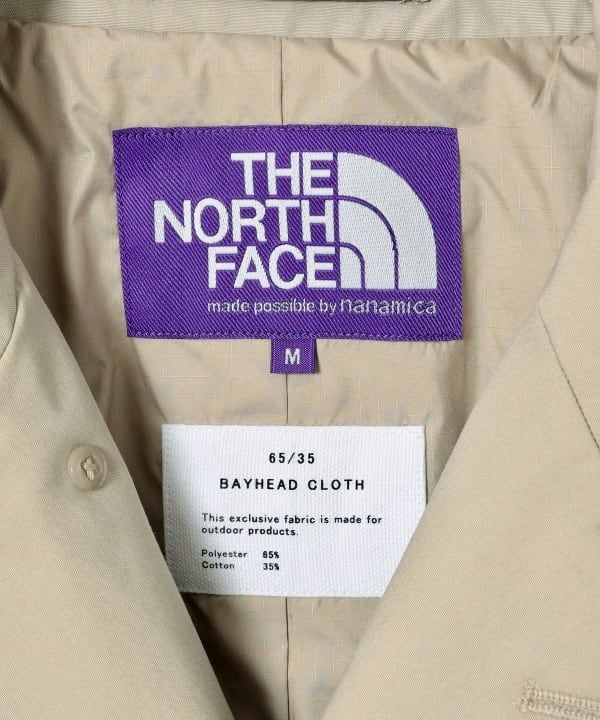 THE
NORTH
FACE
made possible by nanamica
M
65/35
BAYHEAD CLOTH
This exclusive fabric is made for
outdoor products.
Polyester 65%
Cotton 35%